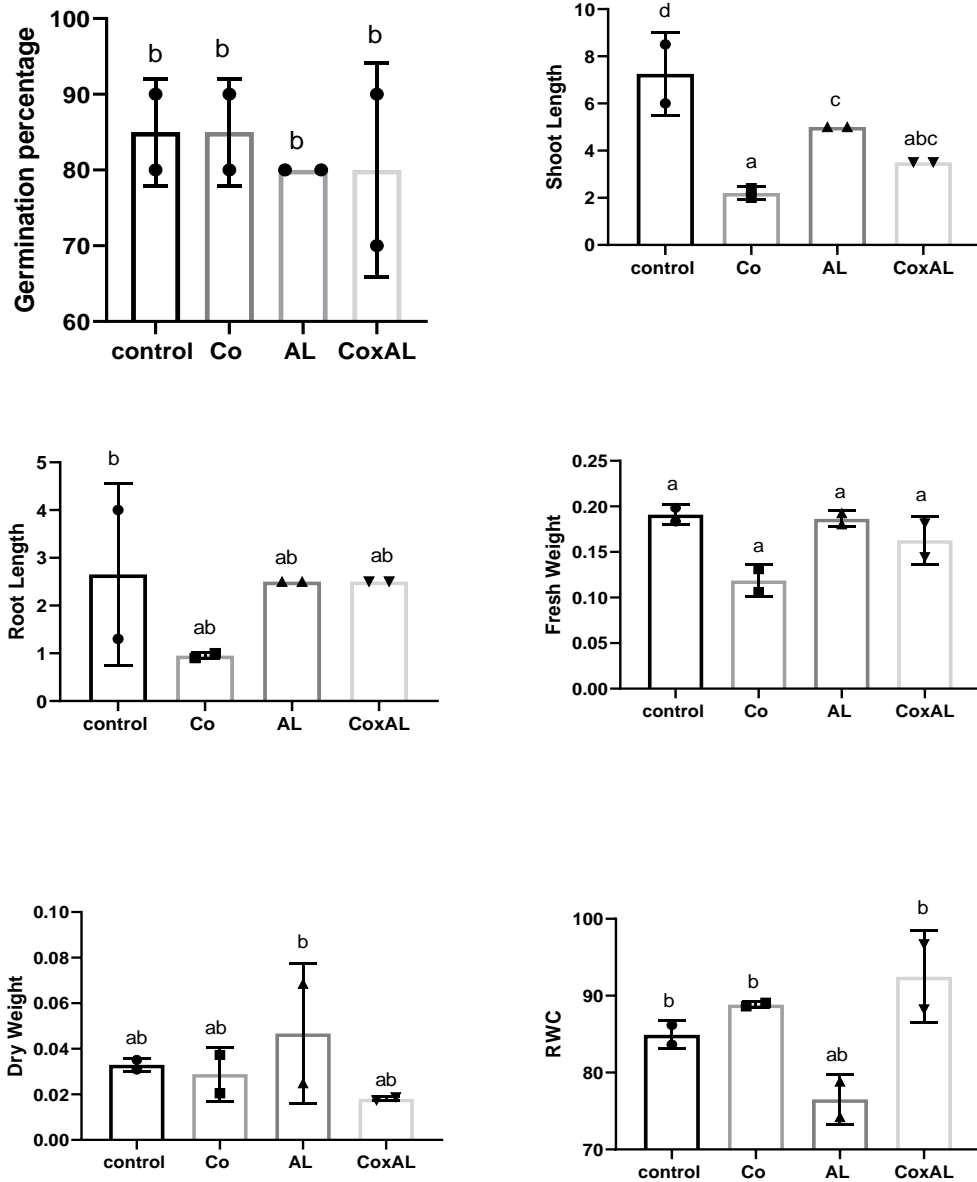 Germination percentage
100
90
80
70
60
b
b
b
b
control Co AL CoxAL
Shoot Length
10
8
6
4
2
0
d
a
c
abc
control Co AL CoxAL
Root Length
5
4
3
2
1
0
b
ab
ab
ab
control Co AL CoxAL
Fresh Weight
0.25
0.20
0.15
0.10
0.05
0.00
a
a
a
a
control Co AL CoxAL
Dry Weight
0.10
0.08
0.06
0.04
0.02
0.00
ab
ab
b
ab
control Co AL CoxAL
RWC
100
90
80
70
b
b
ab
b
control Co AL CoxAL